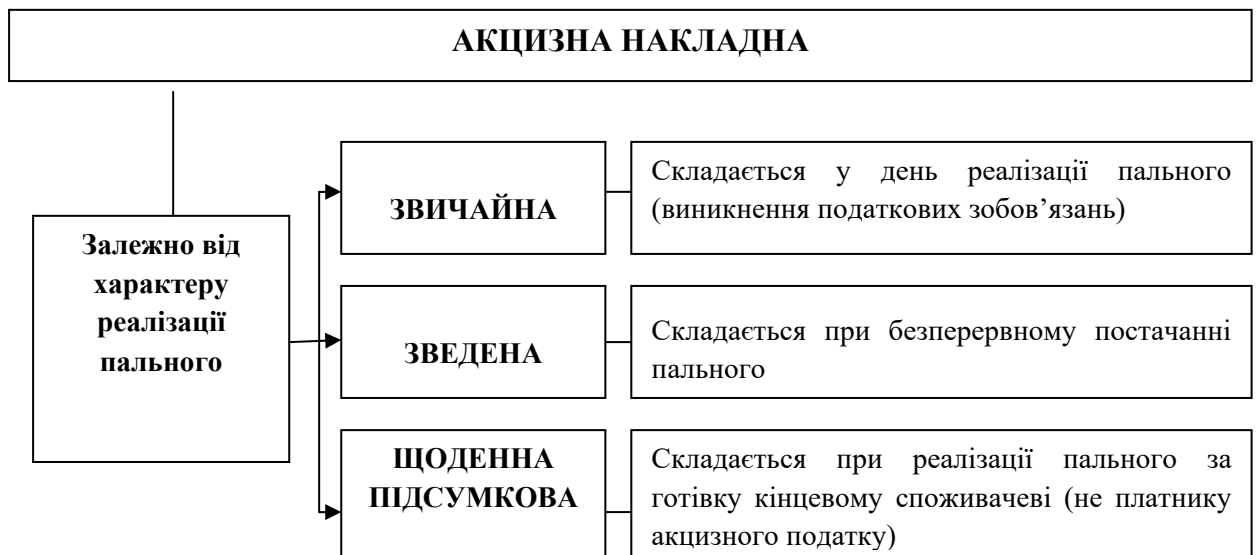 АКЦИЗНА НАКЛАДНА
Залежно від
характеру
реалізації
пального
ЗВИЧАЙНА
Складається у день реалізації пального
(виникнення податкових зобов’язань)
ЗВЕДЕНА
Складається при безперервному постачанні
пального
ЩОДЕННА
ПІДСУМКОВА
Складається при реалізації пального за
готівку кінцевому споживачеві (не платнику
акцизного податку)